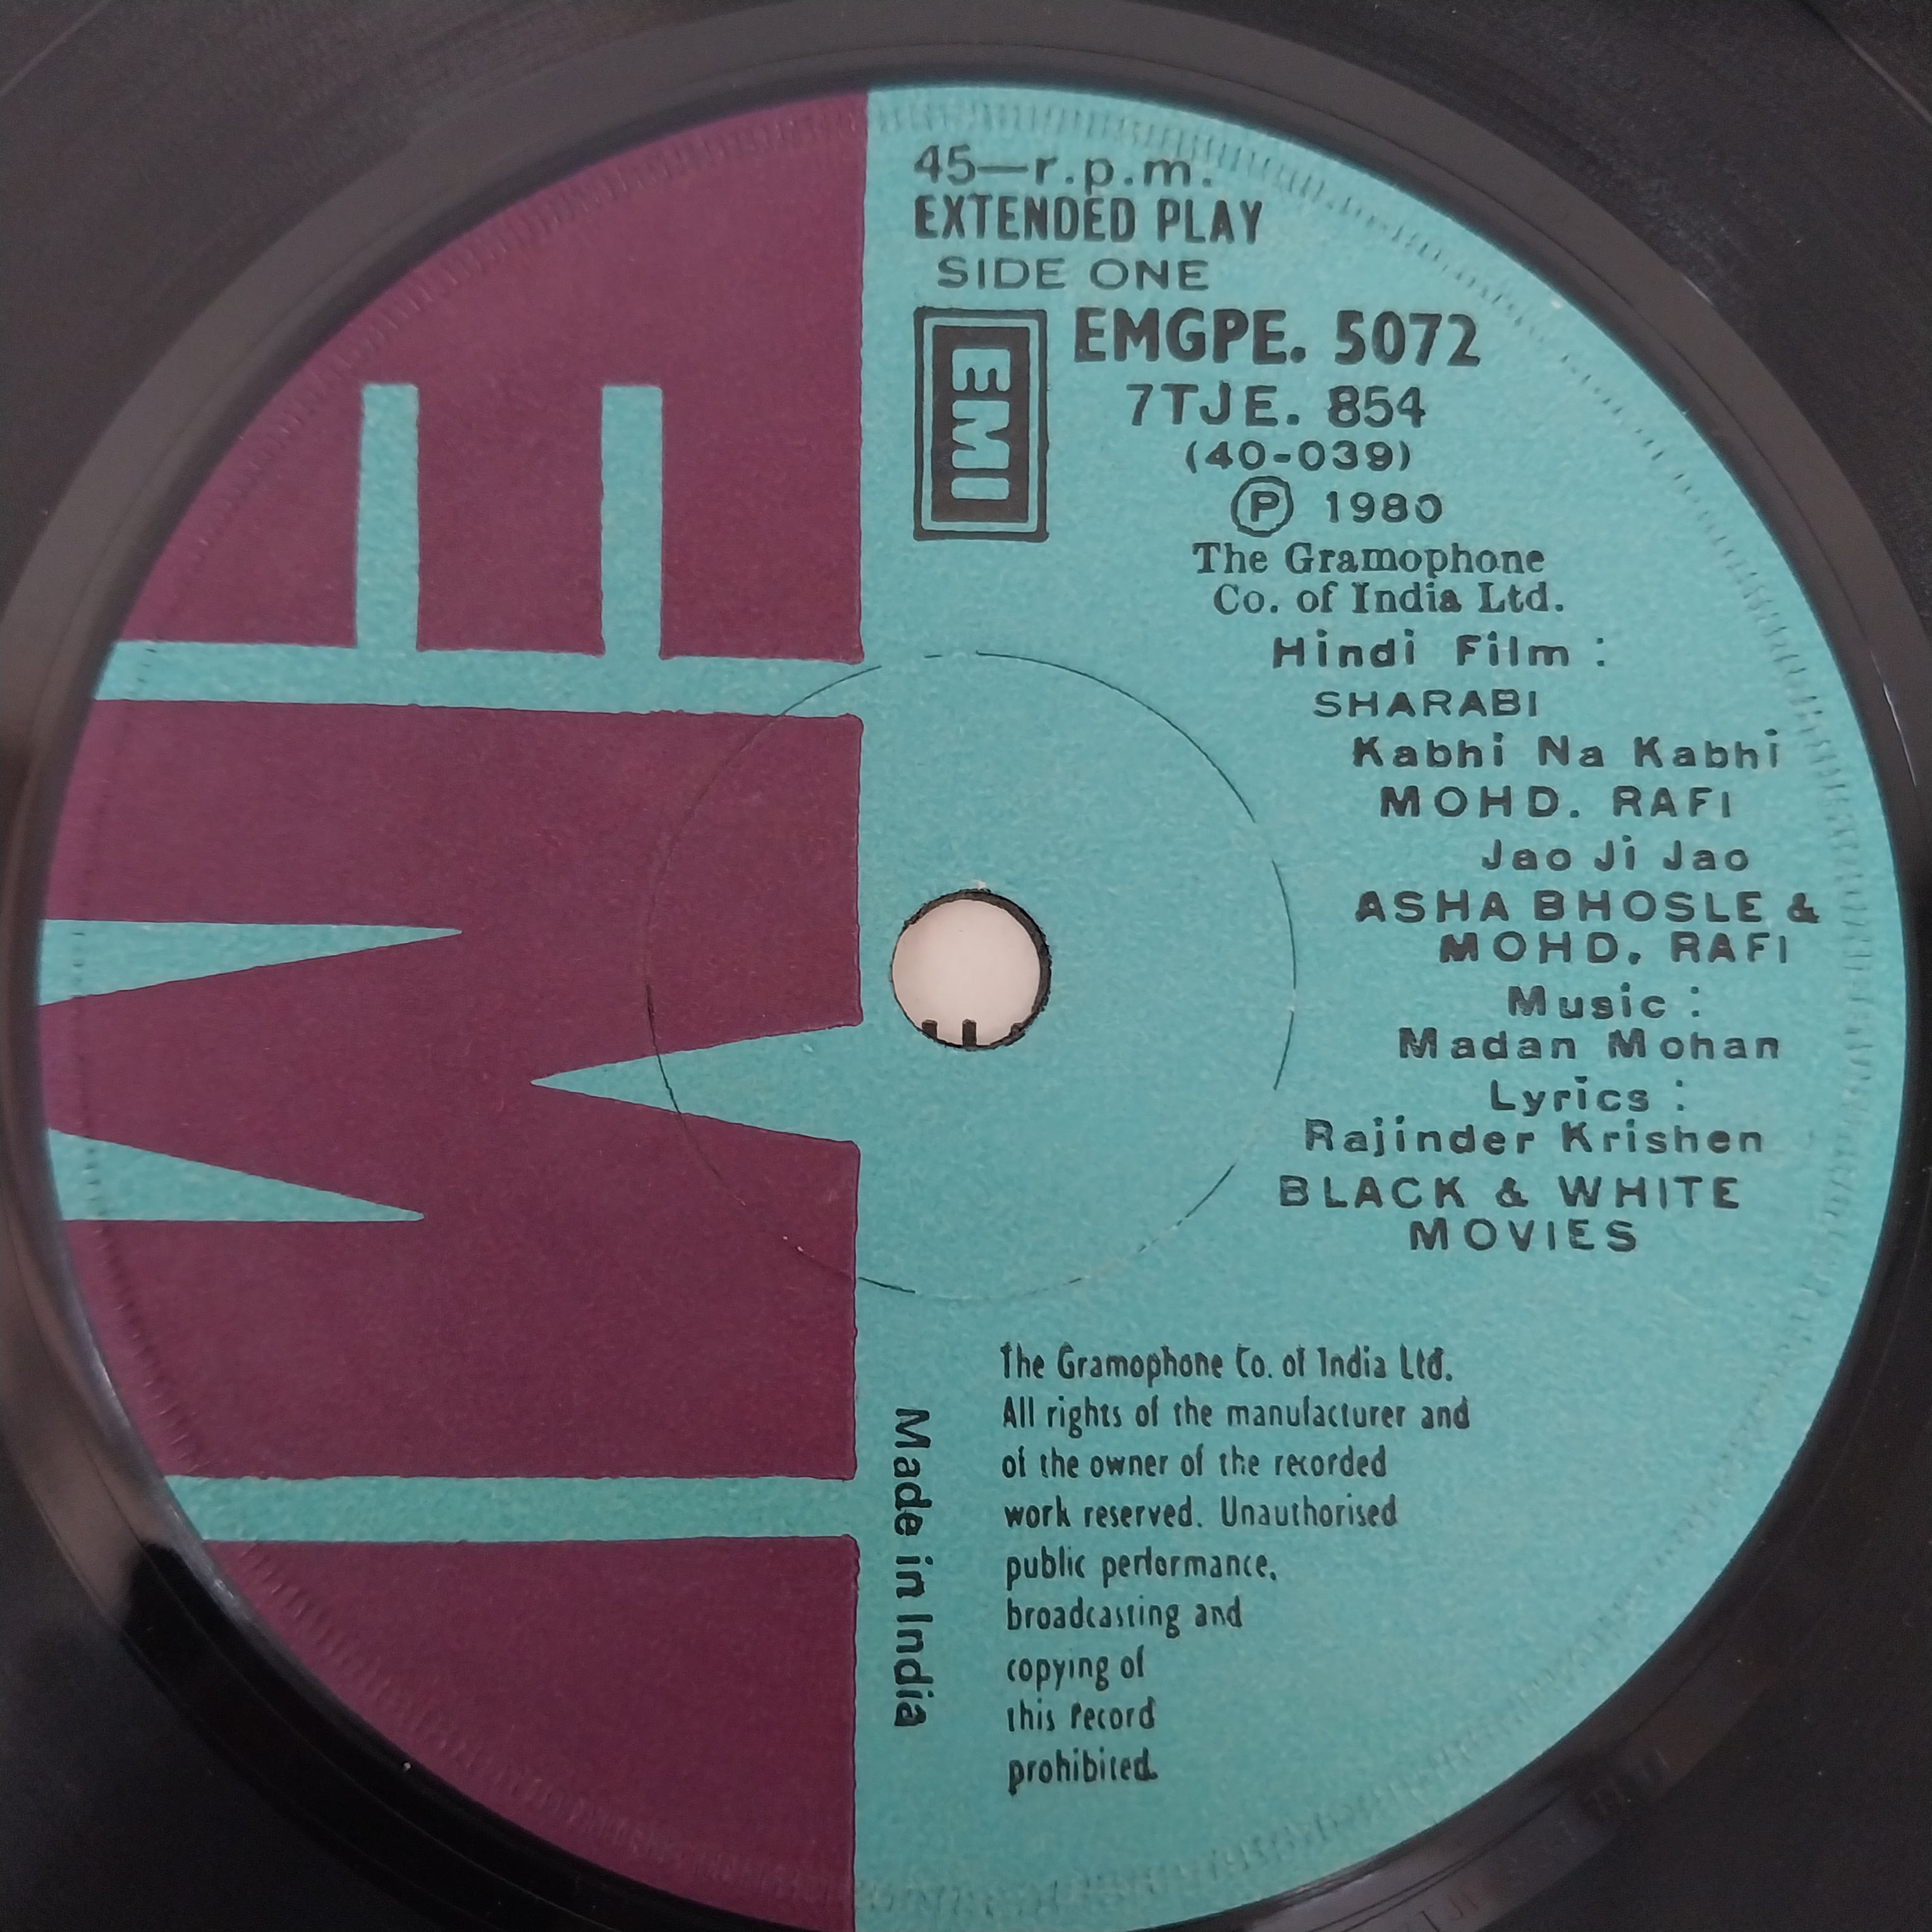 45—r.p.m.
EXTENDED PLAY
SIDE ONE
EMI
EMGPE. 5072
7TJE. 854
(40-039)
Ⓟ 1980
The Gramophone
Co. of India Ltd.
Hindi Film :
SHARABI
Kabhi Na Kabhi
MOHD. RAFI
Jao Ji Jao
ASHA BHOSLE &
MOHD. RAFI
Music :
Madan Mohan
Lyrics :
Rajinder Krishen
BLACK & WHITE
MOVIES
The Gramophone Co. of India Ltd.
All rights of the manufacturer and
of the owner of the recorded
work reserved. Unauthorised
public performance,
broadcasting and
copying of
this record
prohibited.
Made in India
EMI